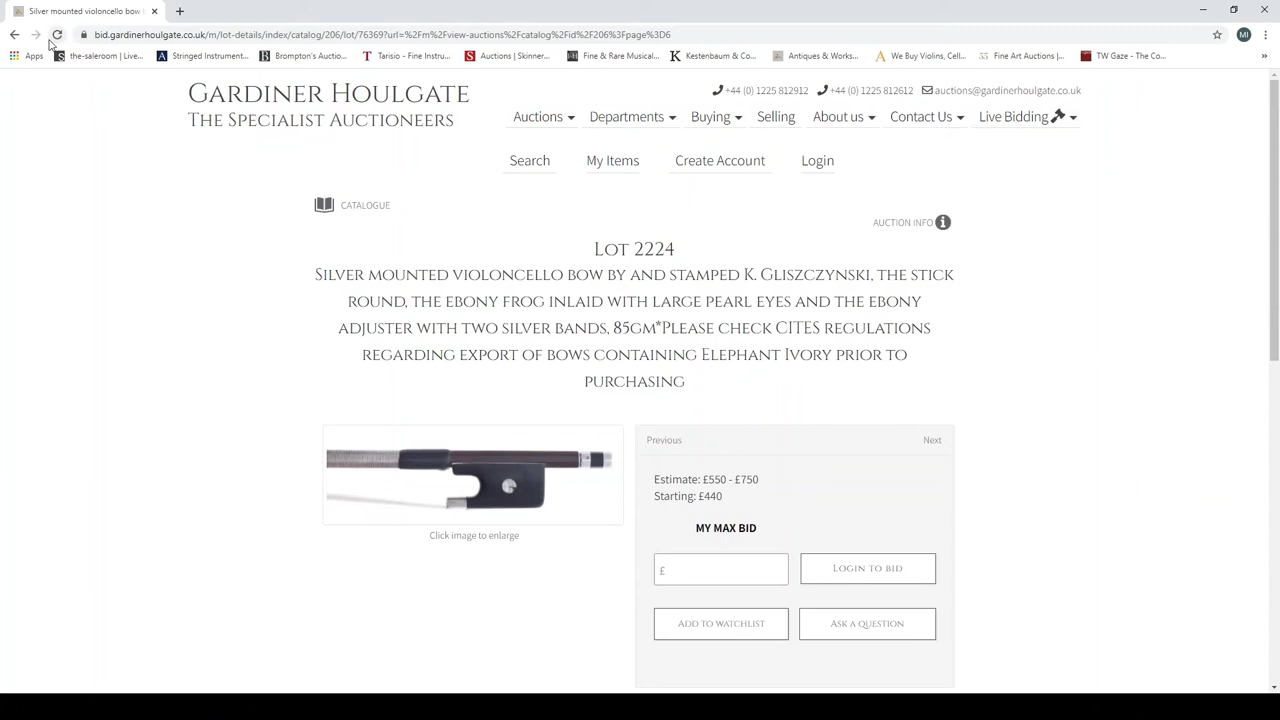 Silver mounted violoncello bow
bid.gardinerhoulgate.co.uk/m/lot-details/index/catalog/206/lot/76369?url=%2Fm%2Fview-auctions%2Fcatalog%2Fid%2F206%3Fpage%3D6
MI
Apps
the-saleroom | Live...
Stringed Instrument...
Brompton's Auction...
Tarisio – Fine Instru...
Auctions | Skinner...
Fine & Rare Musical...
Kestenbaum & Co...
Antiques & Works...
We Buy Violins, Cell...
Fine Art Auctions |...
TW Gaze - The Co...
»
Gardiner Houlgate
The Specialist Auctioneers
+44 (0) 1225 812912
+44 (0) 1225 812612
auctions@gardinerhoulgate.co.uk
Auctions
Departments
Buying
Selling
About us
Contact Us
Live Bidding
Search
My Items
Create Account
Login
CATALOGUE
AUCTION INFO
Lot 2224
Silver mounted violoncello bow by and stamped K. Gliszczynski, the stick
round, the ebony frog inlaid with large pearl eyes and the ebony
adjuster with two silver bands, 85gm*Please check CITES regulations
regarding export of bows containing Elephant Ivory prior to
purchasing
Click image to enlarge
Previous
Next
Estimate: £550 - £750
Starting: £440
MY MAX BID
£
Login to bid
Add to watchlist
Ask a question